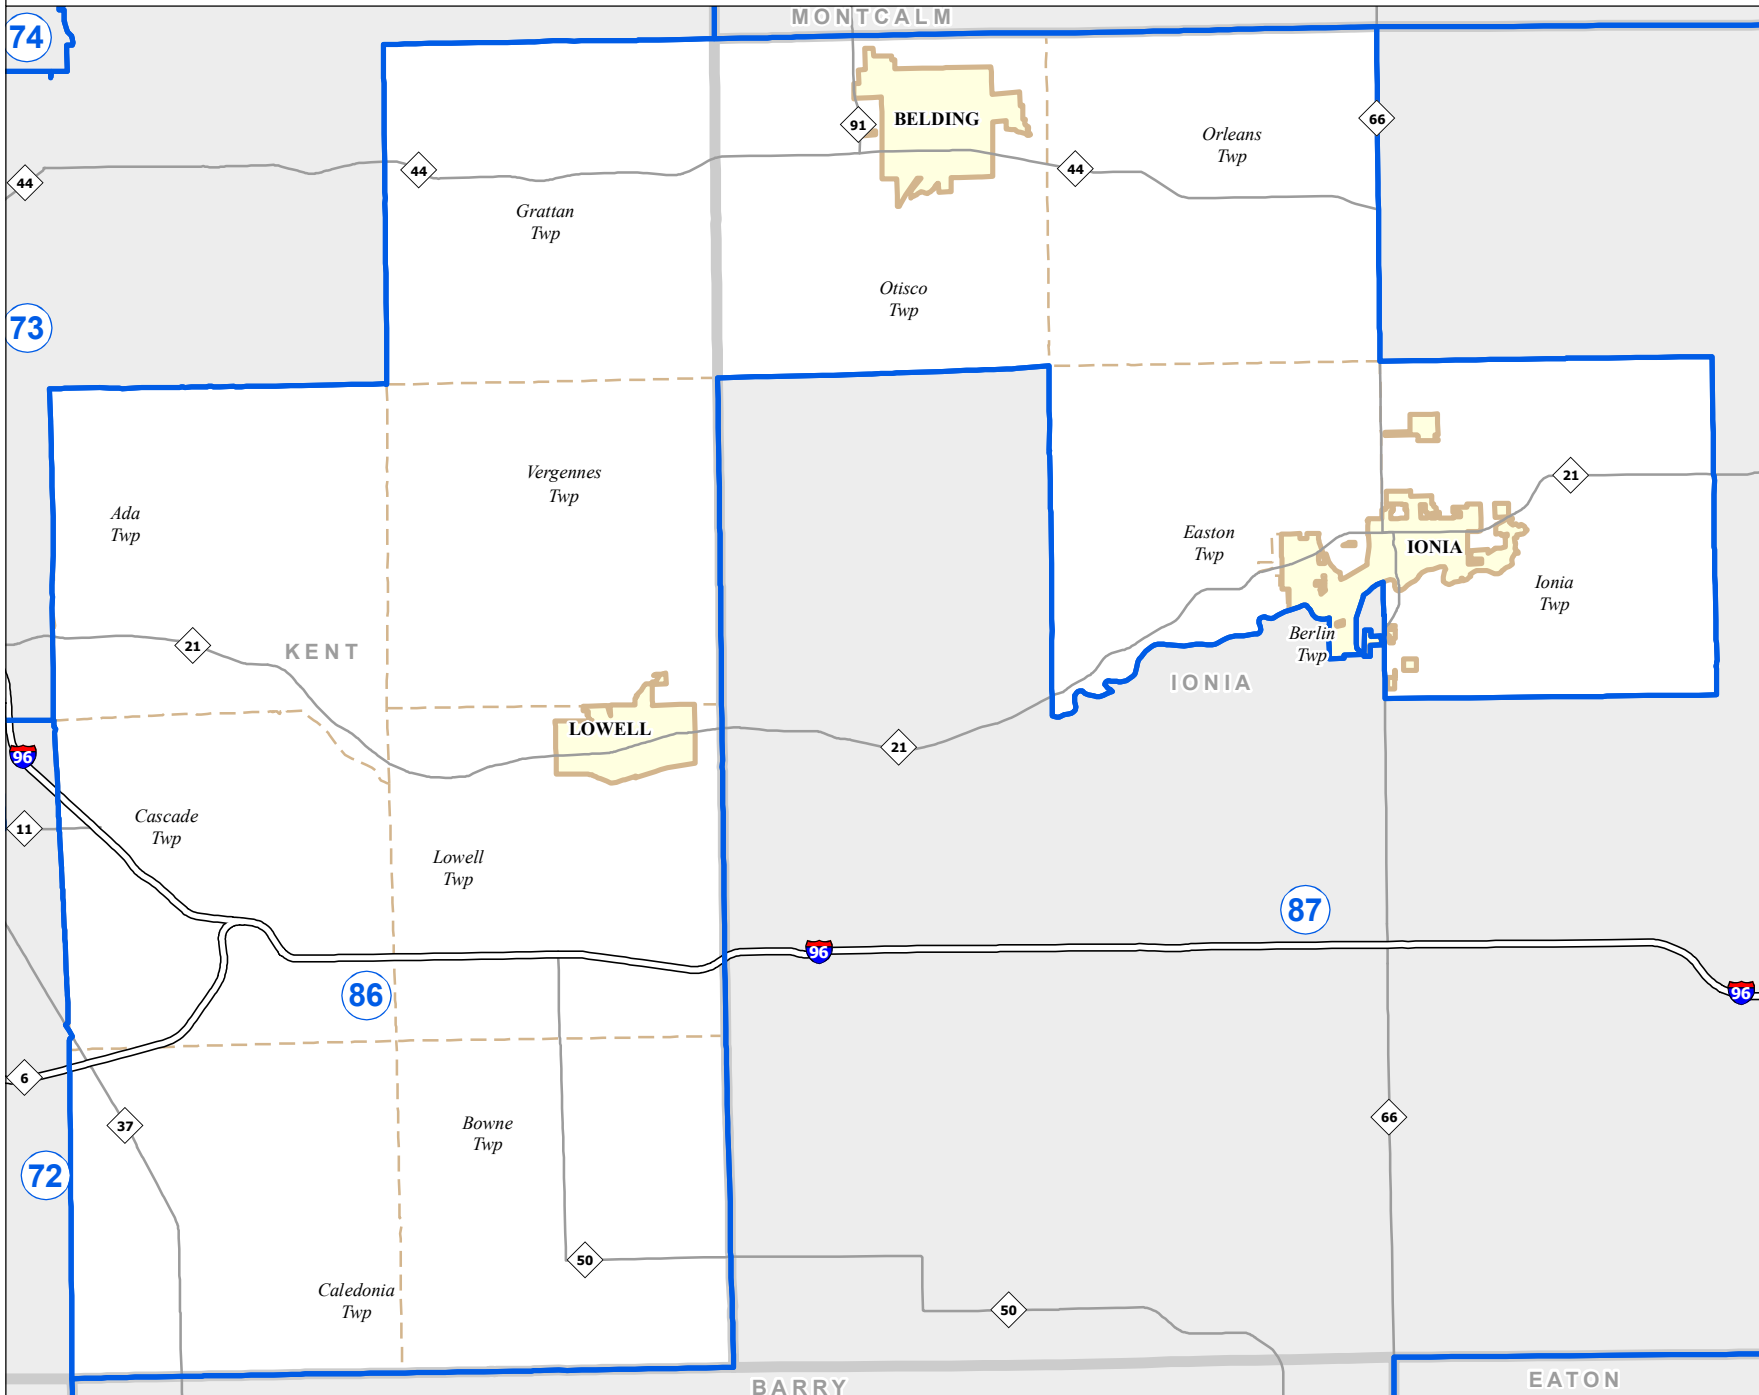 MONTCALM
74
BELDING
91
66
Orleans
Twp
44
44
44
Grattan
Twp
Otisco
Twp
73
Vergennes
Twp
21
Ada
Twp
Easton
Twp
IONIA
Ionia
Twp
Berlin
Twp
21
KENT
IONIA
LOWELL
21
96
11
Cascade
Twp
Lowell
Twp
87
96
86
96
6
37
Bowne
Twp
66
72
50
Caledonia
Twp
50
BARRY
EATON